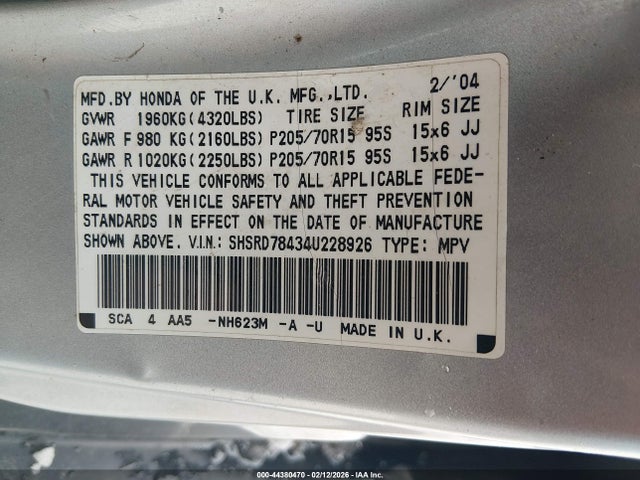 MFD.BY HONDA OF THE U.K. MFG.,LTD. 2/'04
GVWR 1960KG(4320LBS) TIRE SIZE RIM SIZE
GAWR F 980 KG(2160LBS) P205/70R15 95S 15x6 JJ
GAWR R 1020KG(2250LBS) P205/70R15 95S 15x6 JJ
THIS VEHICLE CONFORMS TO ALL APPLICABLE FEDE-
RAL MOTOR VEHICLE SAFETY AND THEFT PREVENTION
STANDARDS IN EFFECT ON THE DATE OF MANUFACTURE
SHOWN ABOVE. V.I.N.: SHSRD78434U228926 TYPE: MPV
SCA 4 AA5 -NH623M -A -U MADE IN U.K.
000-44380470 - 02/12/2026 - IAA Inc.